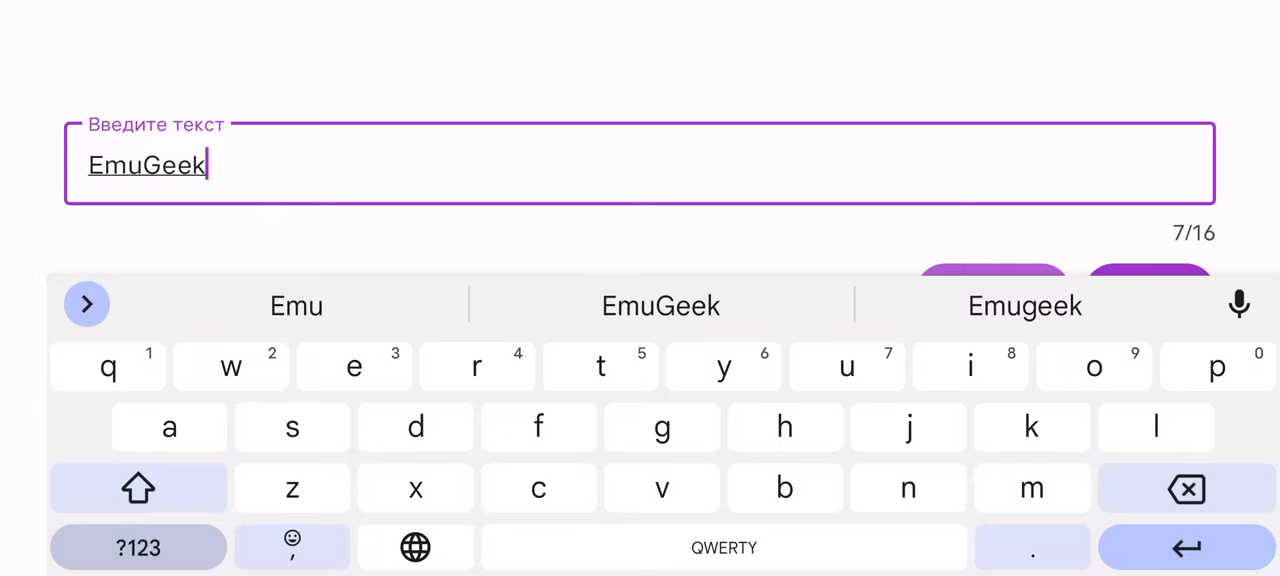 Введите текст
EmuGeek
7/16
Emu EmuGeek Emugeek
q 1 w 2 e 3 r 4 t 5 y 6 u 7 i 8 o 9 p 0
a s d f g h j k l
z x c v b n m
?123 , QWERTY .